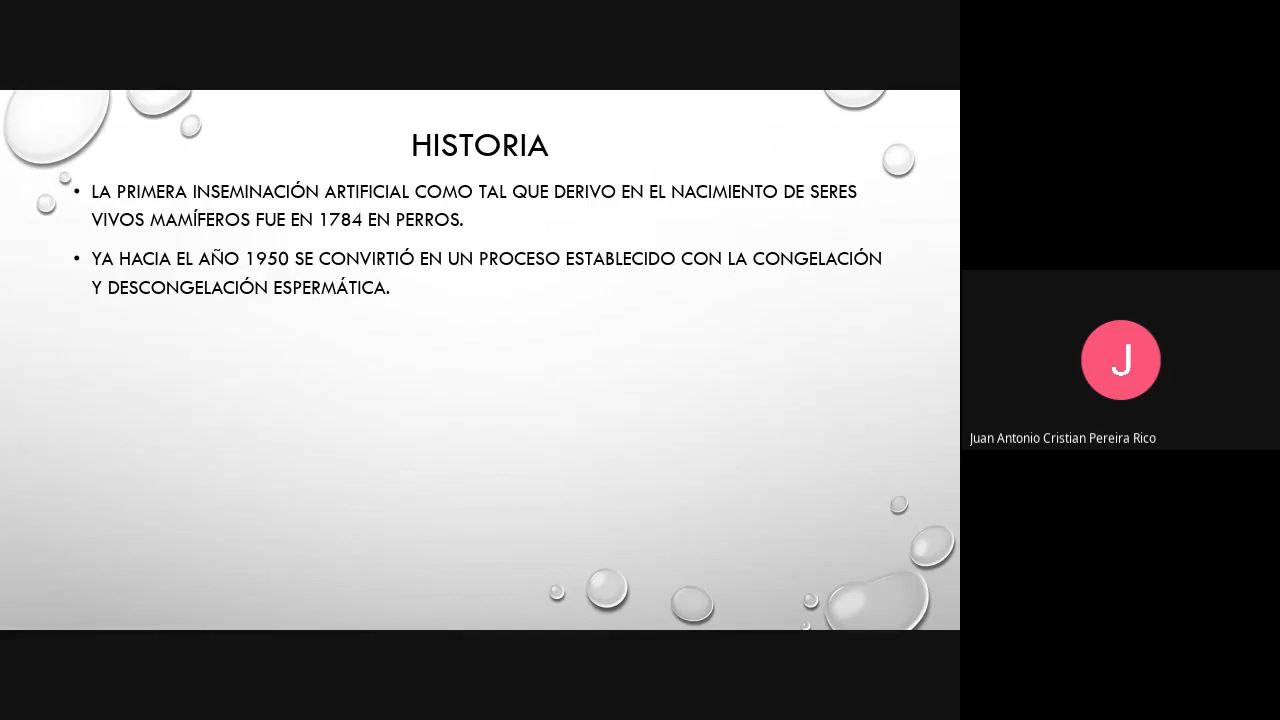 HISTORIA
• LA PRIMERA INSEMINACIÓN ARTIFICIAL COMO TAL QUE DERIVO EN EL NACIMIENTO DE SERES
VIVOS MAMÍFEROS FUE EN 1784 EN PERROS.
• YA HACIA EL AÑO 1950 SE CONVIRTIÓ EN UN PROCESO ESTABLECIDO CON LA CONGELACIÓN
Y DESCONGELACIÓN ESPERMÁTICA.
J
Juan Antonio Cristian Pereira Rico